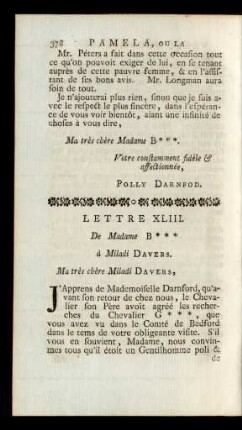 378 PAMELA, OU LA
Mr. Péters a fait dans cette occasion tout
ce qu'on pouvoit exiger de lui, en se tenant
auprès de cette pauvre femme, & en l'assis-
tant de ses bons avis. Mr. Longman aura
soin de tout.
Je n'ajouterai plus rien, sinon que je suis a-
vec le respect le plus sincere, dans l'espéran-
ce de vous voir bientôt, aiant une infinité de
choses à vous dire,
Ma très chère Madame B***.
Votre constamment fidèle &
affectionnée,
POLLY DARNFOD.
LETTRE XLIII.
De Madame B***
à Miladi DAVERS.
Ma très chère Miladi DAVERS,
J'Apprens de Mademoiselle Darnford, qu'a-
vant son retour de chez nous, le Cheva-
lier son Père avoit agréé les recher-
ches du Chevalier G***, que
vous avez vu dans le Comté de Bedford
dans le tems de votre obligeante visite. S'il
vous en souvient, Madame, nous convin-
mes tous qu'il étoit un Gentilhomme poli &
de